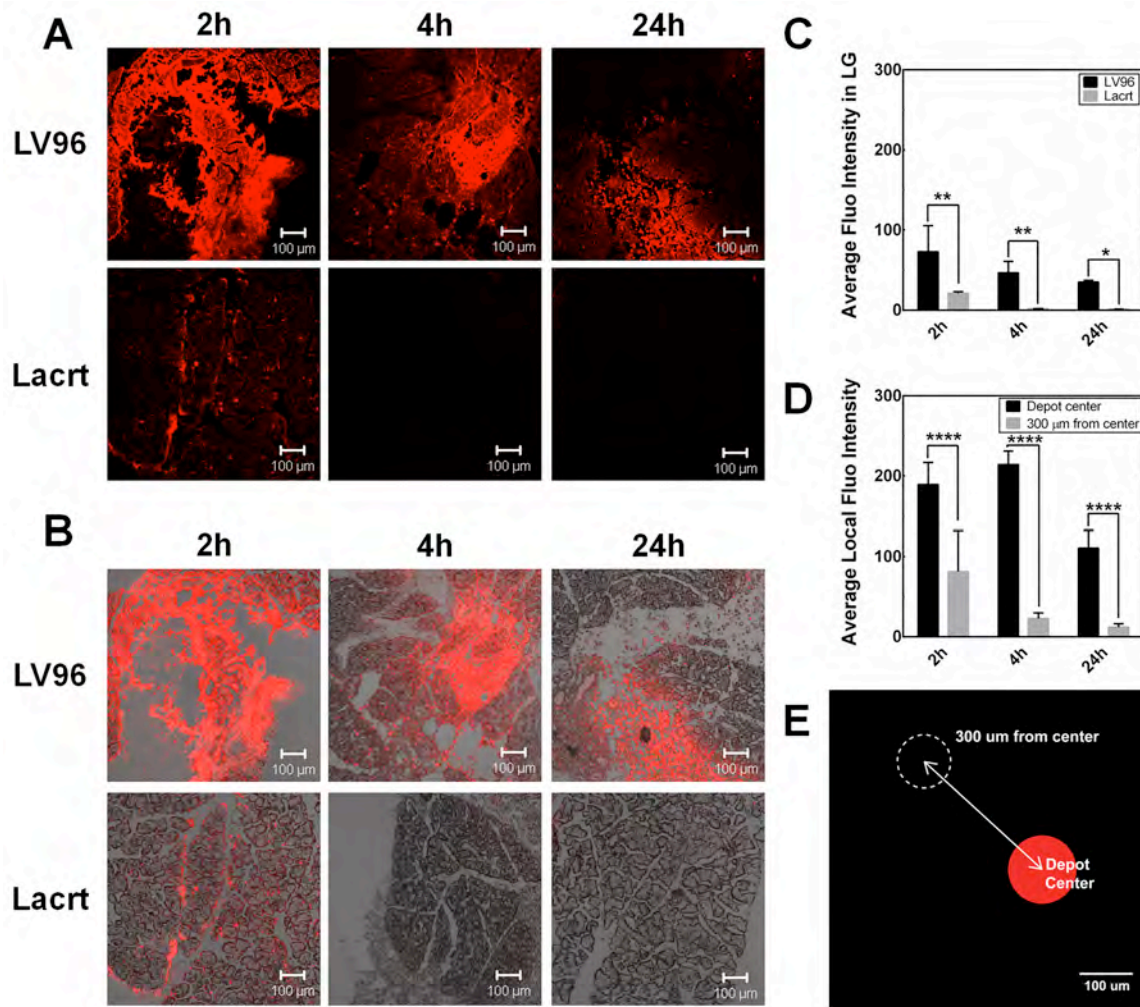 A
2h 4h 24h
LV96
100 µm
100 µm
100 µm
Lacrt
100 µm
100 µm
100 µm
B
2h 4h 24h
LV96
100 µm
100 µm
100 µm
Lacrt
100 µm
100 µm
100 µm
C
Average Fluo Intensity in LG
300
200
100
0
LV96
Lacrt
**
**
*
2h 4h 24h
D
Average Local Fluo Intensity
300
200
100
0
Depot center
300 µm from center
****
****
****
2h 4h 24h
E
300 um from center
Depot
Center
100 um